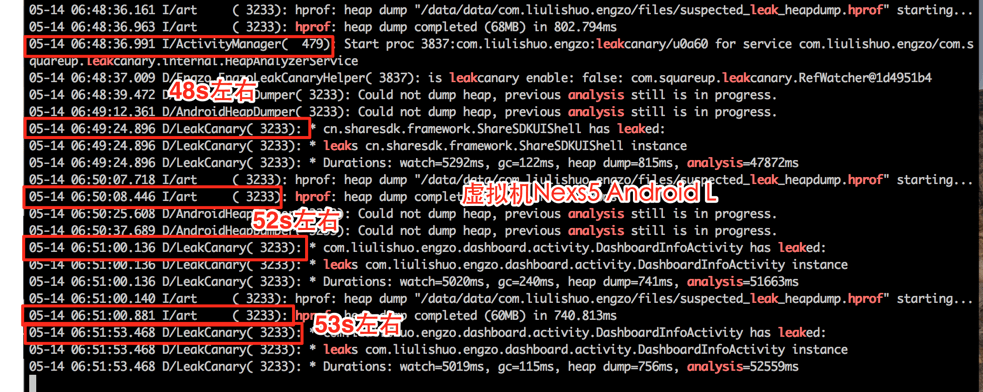 05-14 06:48:36.161 I/art     ( 3233): hprof: heap dump "/data/data/com.liulishuo.engzo/files/suspected_leak_heapdump.hprof" starting...
05-14 06:48:36.963 I/art     ( 3233): hprof: heap dump completed (68MB) in 802.794ms
05-14 06:48:36.991 I/ActivityManager(  479): Start proc 3837:com.liulishuo.engzo:leakcanary/u0a60 for service com.liulishuo.engzo/com.s
quareup.leakcanary.internal.HeapAnalyzerService
05-14 06:48:37.009 D/Engzo.EngzoLeakCanaryHelper( 3837): is leakcanary enable: false: com.squareup.leakcanary.RefWatcher@1d4951b4
48s左右
05-14 06:48:39.472 D/AndroidHeapDumper( 3233): Could not dump heap, previous analysis still is in progress.
05-14 06:49:12.361 D/AndroidHeapDumper( 3233): Could not dump heap, previous analysis still is in progress.
05-14 06:49:24.896 D/LeakCanary( 3233): * cn.sharesdk.framework.ShareSDKUIShell has leaked:
05-14 06:49:24.896 D/LeakCanary( 3233): * leaks cn.sharesdk.framework.ShareSDKUIShell instance
05-14 06:49:24.896 D/LeakCanary( 3233): * Durations: watch=5292ms, gc=122ms, heap dump=815ms, analysis=47872ms
05-14 06:50:07.718 I/art     ( 3233): hprof: heap dump "/data/data/com.liulishuo.engzo/files/suspected_leak_heapdump.hprof" starting...
05-14 06:50:08.446 I/art     ( 3233): hprof: heap dump
虚拟机Nexs5 Android L
05-14 06:50:25.608 D/AndroidHeapDumper( 3233): Could not dump heap, previous analysis still is in progress.
52s左右
05-14 06:50:37.689 D/AndroidHeapDumper( 3233): Could not dump heap, previous analysis still is in progress.
05-14 06:51:00.136 D/LeakCanary( 3233): * com.liulishuo.engzo.dashboard.activity.DashboardInfoActivity has leaked:
05-14 06:51:00.136 D/LeakCanary( 3233): * leaks com.liulishuo.engzo.dashboard.activity.DashboardInfoActivity instance
05-14 06:51:00.136 D/LeakCanary( 3233): * Durations: watch=5020ms, gc=240ms, heap dump=741ms, analysis=51663ms
05-14 06:51:00.140 I/art     ( 3233): hprof: heap dump "/data/data/com.liulishuo.engzo/files/suspected_leak_heapdump.hprof" starting...
05-14 06:51:00.881 I/art     ( 3233): hprof: heap dump completed (60MB) in 740.813ms
53s左右
05-14 06:51:53.468 D/LeakCanary( 3233): * com.liulishuo.engzo.dashboard.activity.DashboardInfoActivity has leaked:
05-14 06:51:53.468 D/LeakCanary( 3233): * leaks com.liulishuo.engzo.dashboard.activity.DashboardInfoActivity instance
05-14 06:51:53.468 D/LeakCanary( 3233): * Durations: watch=5019ms, gc=115ms, heap dump=756ms, analysis=52559ms